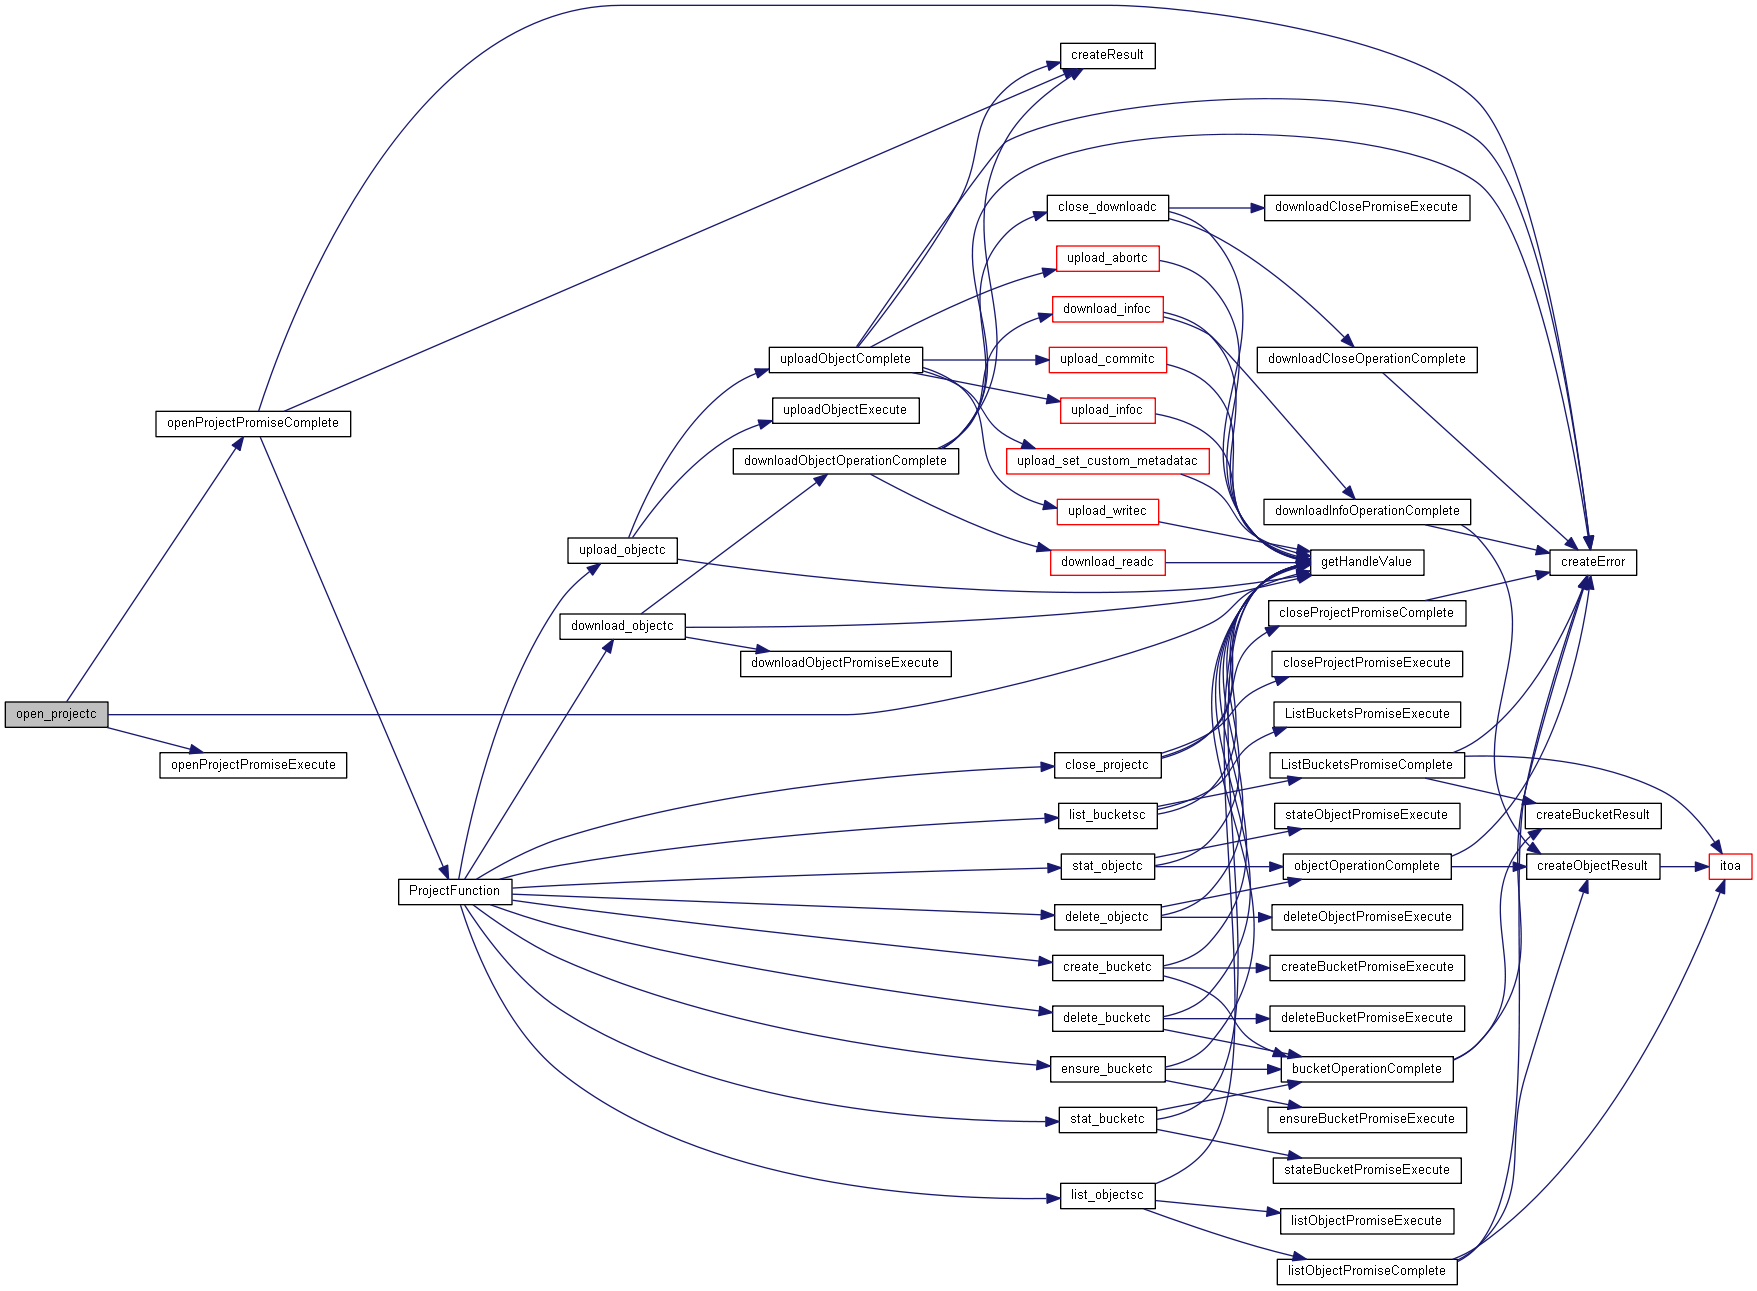 createResult
close_downloadc
downloadClosePromiseExecute
upload_abortc
download_infoc
uploadObjectComplete
upload_commitc
downloadCloseOperationComplete
uploadObjectExecute
upload_infoc
openProjectPromiseComplete
downloadObjectOperationComplete
upload_set_custom_metadatac
upload_writec
downloadInfoOperationComplete
upload_objectc
download_readc
getHandleValue
createError
download_objectc
closeProjectPromiseComplete
downloadObjectPromiseExecute
closeProjectPromiseExecute
open_projectc
ListBucketsPromiseExecute
openProjectPromiseExecute
close_projectc
ListBucketsPromiseComplete
list_bucketsc
stateObjectPromiseExecute
createBucketResult
stat_objectc
objectOperationComplete
createObjectResult
itoa
ProjectFunction
delete_objectc
deleteObjectPromiseExecute
create_bucketc
createBucketPromiseExecute
delete_bucketc
deleteBucketPromiseExecute
ensure_bucketc
bucketOperationComplete
stat_bucketc
ensureBucketPromiseExecute
stateBucketPromiseExecute
list_objectsc
listObjectPromiseExecute
listObjectPromiseComplete